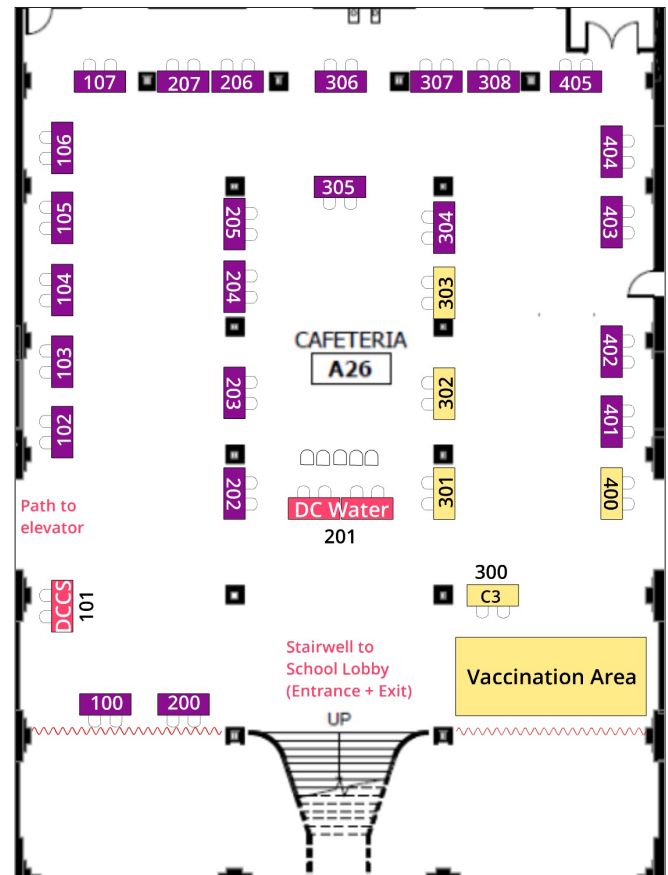 107
207
206
306
307
308
405
106
404
305
105
205
304
403
104
204
303
CAFETERIA
A26
103
203
302
402
102
401
202
301
400
DC Water
201
Path to
elevator
DCCS
101
300
C3
Stairwell to
School Lobby
(Entrance + Exit)
Vaccination Area
100
200
UP